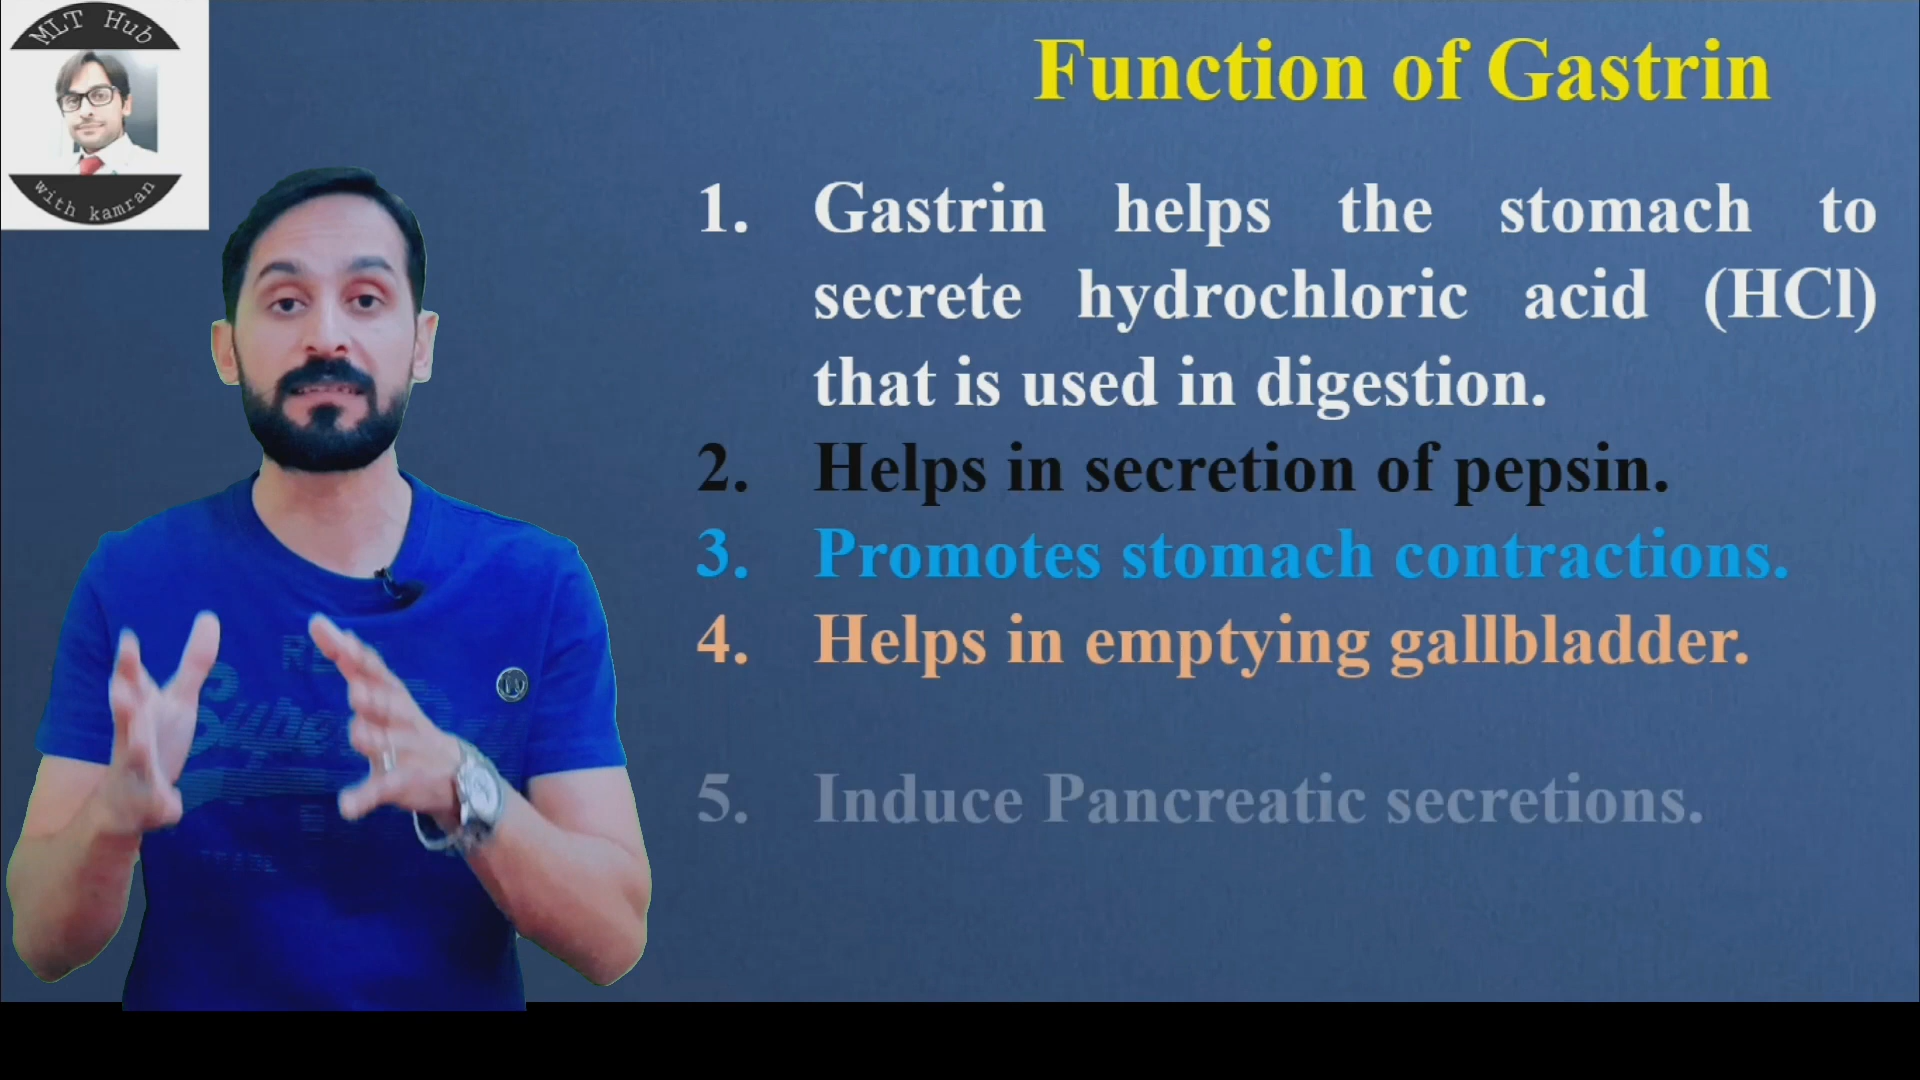 MLT Hub
with kamran
Function of Gastrin
1. Gastrin helps the stomach to
secrete hydrochloric acid (HCl)
that is used in digestion.
2. Helps in secretion of pepsin.
3. Promotes stomach contractions.
4. Helps in emptying gallbladder.
5. Induce Pancreatic secretions.
Super